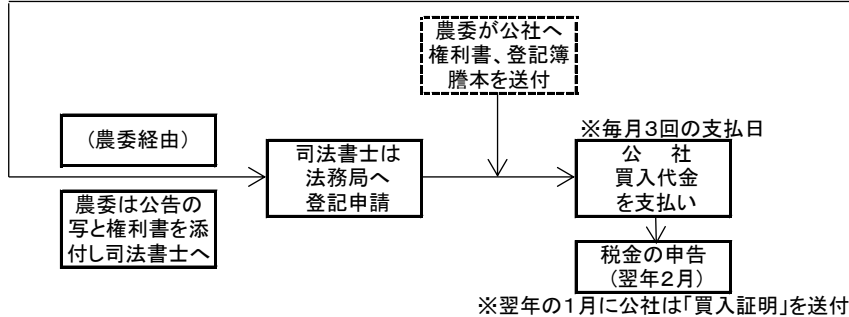 農委が公社へ
権利書、登記簿
謄本を送付
(農委経由)
農委は公告の
写と権利書を添
付し司法書士へ
司法書士は
法務局へ
登記申請
※毎月3回の支払日
公 社
買入代金
を支払い
税金の申告
(翌年2月)
※翌年の1月に公社は「買入証明」を送付